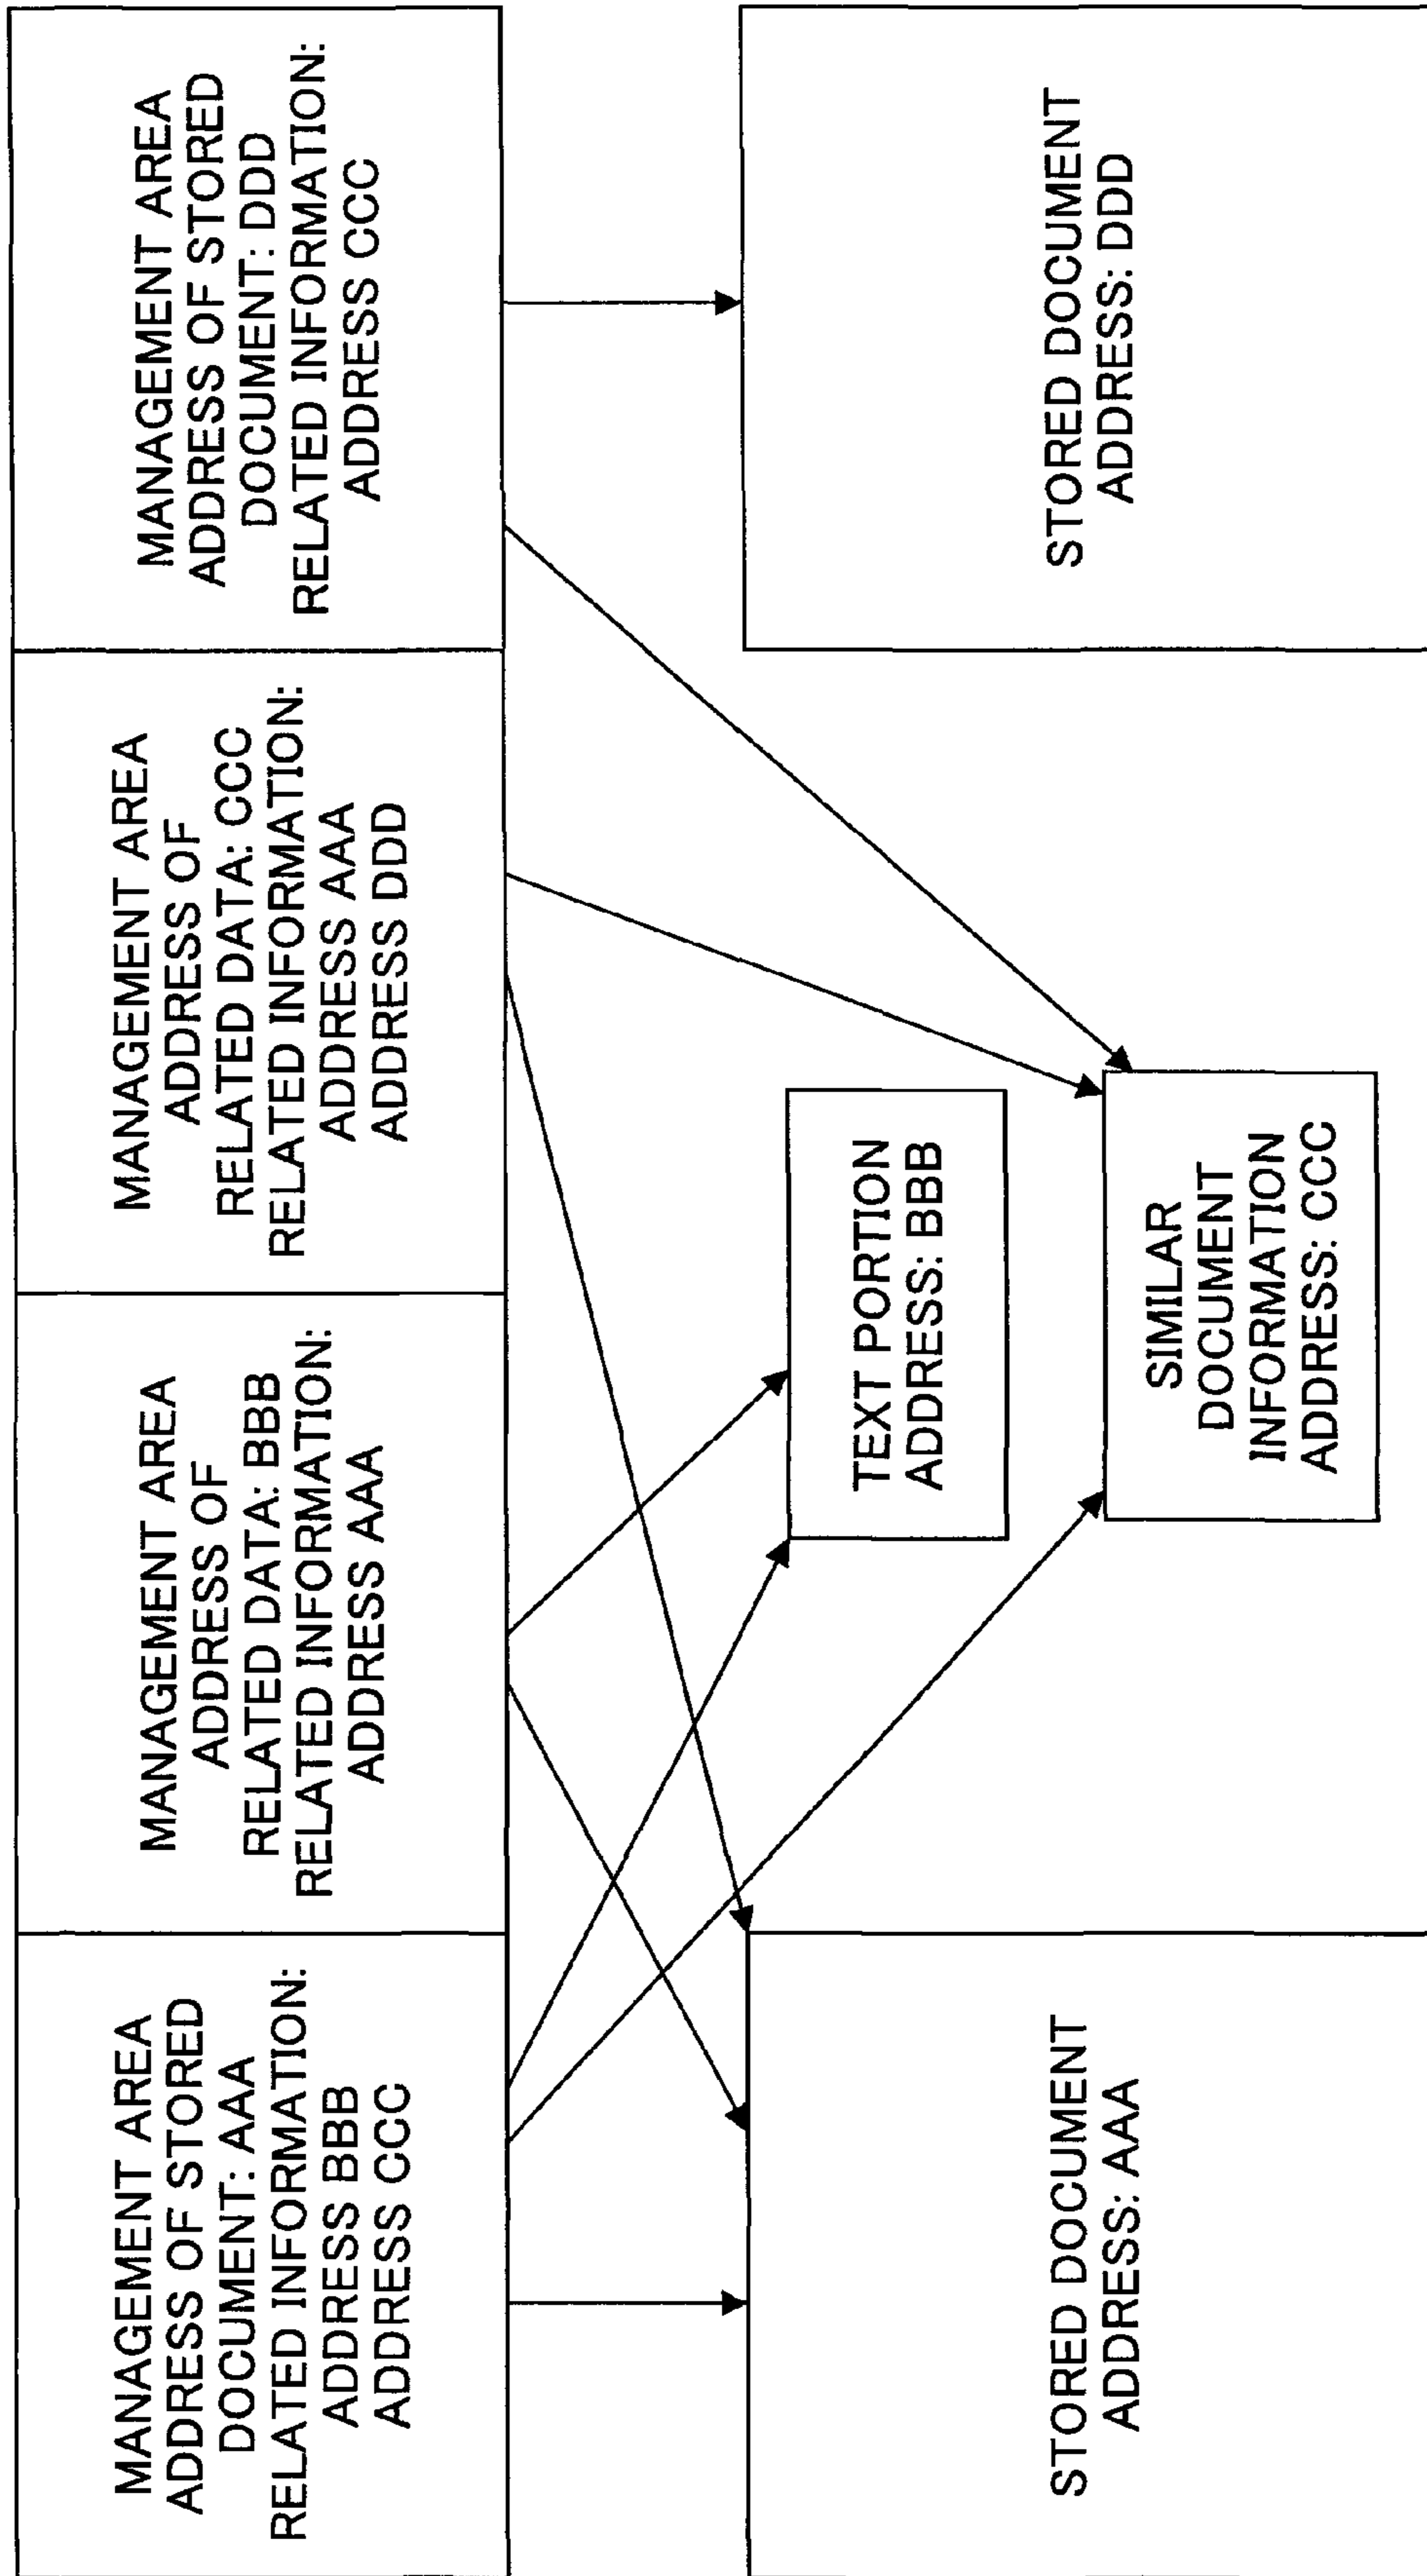 MANAGEMENT AREA
ADDRESS OF STORED
DOCUMENT: AAA
RELATED INFORMATION:
ADDRESS BBB
ADDRESS CCC
MANAGEMENT AREA
ADDRESS OF
RELATED DATA: BBB
RELATED INFORMATION:
ADDRESS AAA
MANAGEMENT AREA
ADDRESS OF
RELATED DATA: CCC
RELATED INFORMATION:
ADDRESS AAA
ADDRESS DDD
MANAGEMENT AREA
ADDRESS OF STORED
DOCUMENT: DDD
RELATED INFORMATION:
ADDRESS CCC
STORED DOCUMENT
ADDRESS: AAA
TEXT PORTION
ADDRESS: BBB
SIMILAR
DOCUMENT
INFORMATION
ADDRESS: CCC
STORED DOCUMENT
ADDRESS: DDD